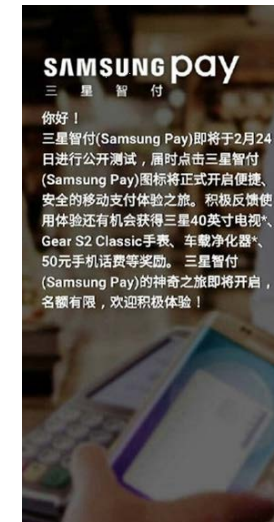 SAMSUNG pay
三 星 智 付
你好！
三星智付(Samsung Pay)即将于2月24
日进行公开测试，届时点击三星智付
(Samsung Pay)图标将正式开启便捷、
安全的移动支付体验之旅。积极反馈使
用体验还有机会获得三星40英寸电视*、
Gear S2 Classic手表、车载净化器*、
50元手机话费等奖励。 三星智付
(Samsung Pay)的神奇之旅即将开启，
名额有限，欢迎积极体验！